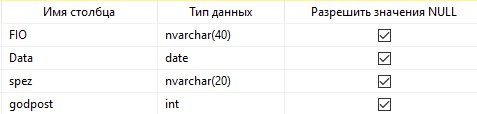 Имя столбца Тип данных Разрешить значения NULL
FIO nvarchar(40)
Data date
spez nvarchar(20)
godpost int